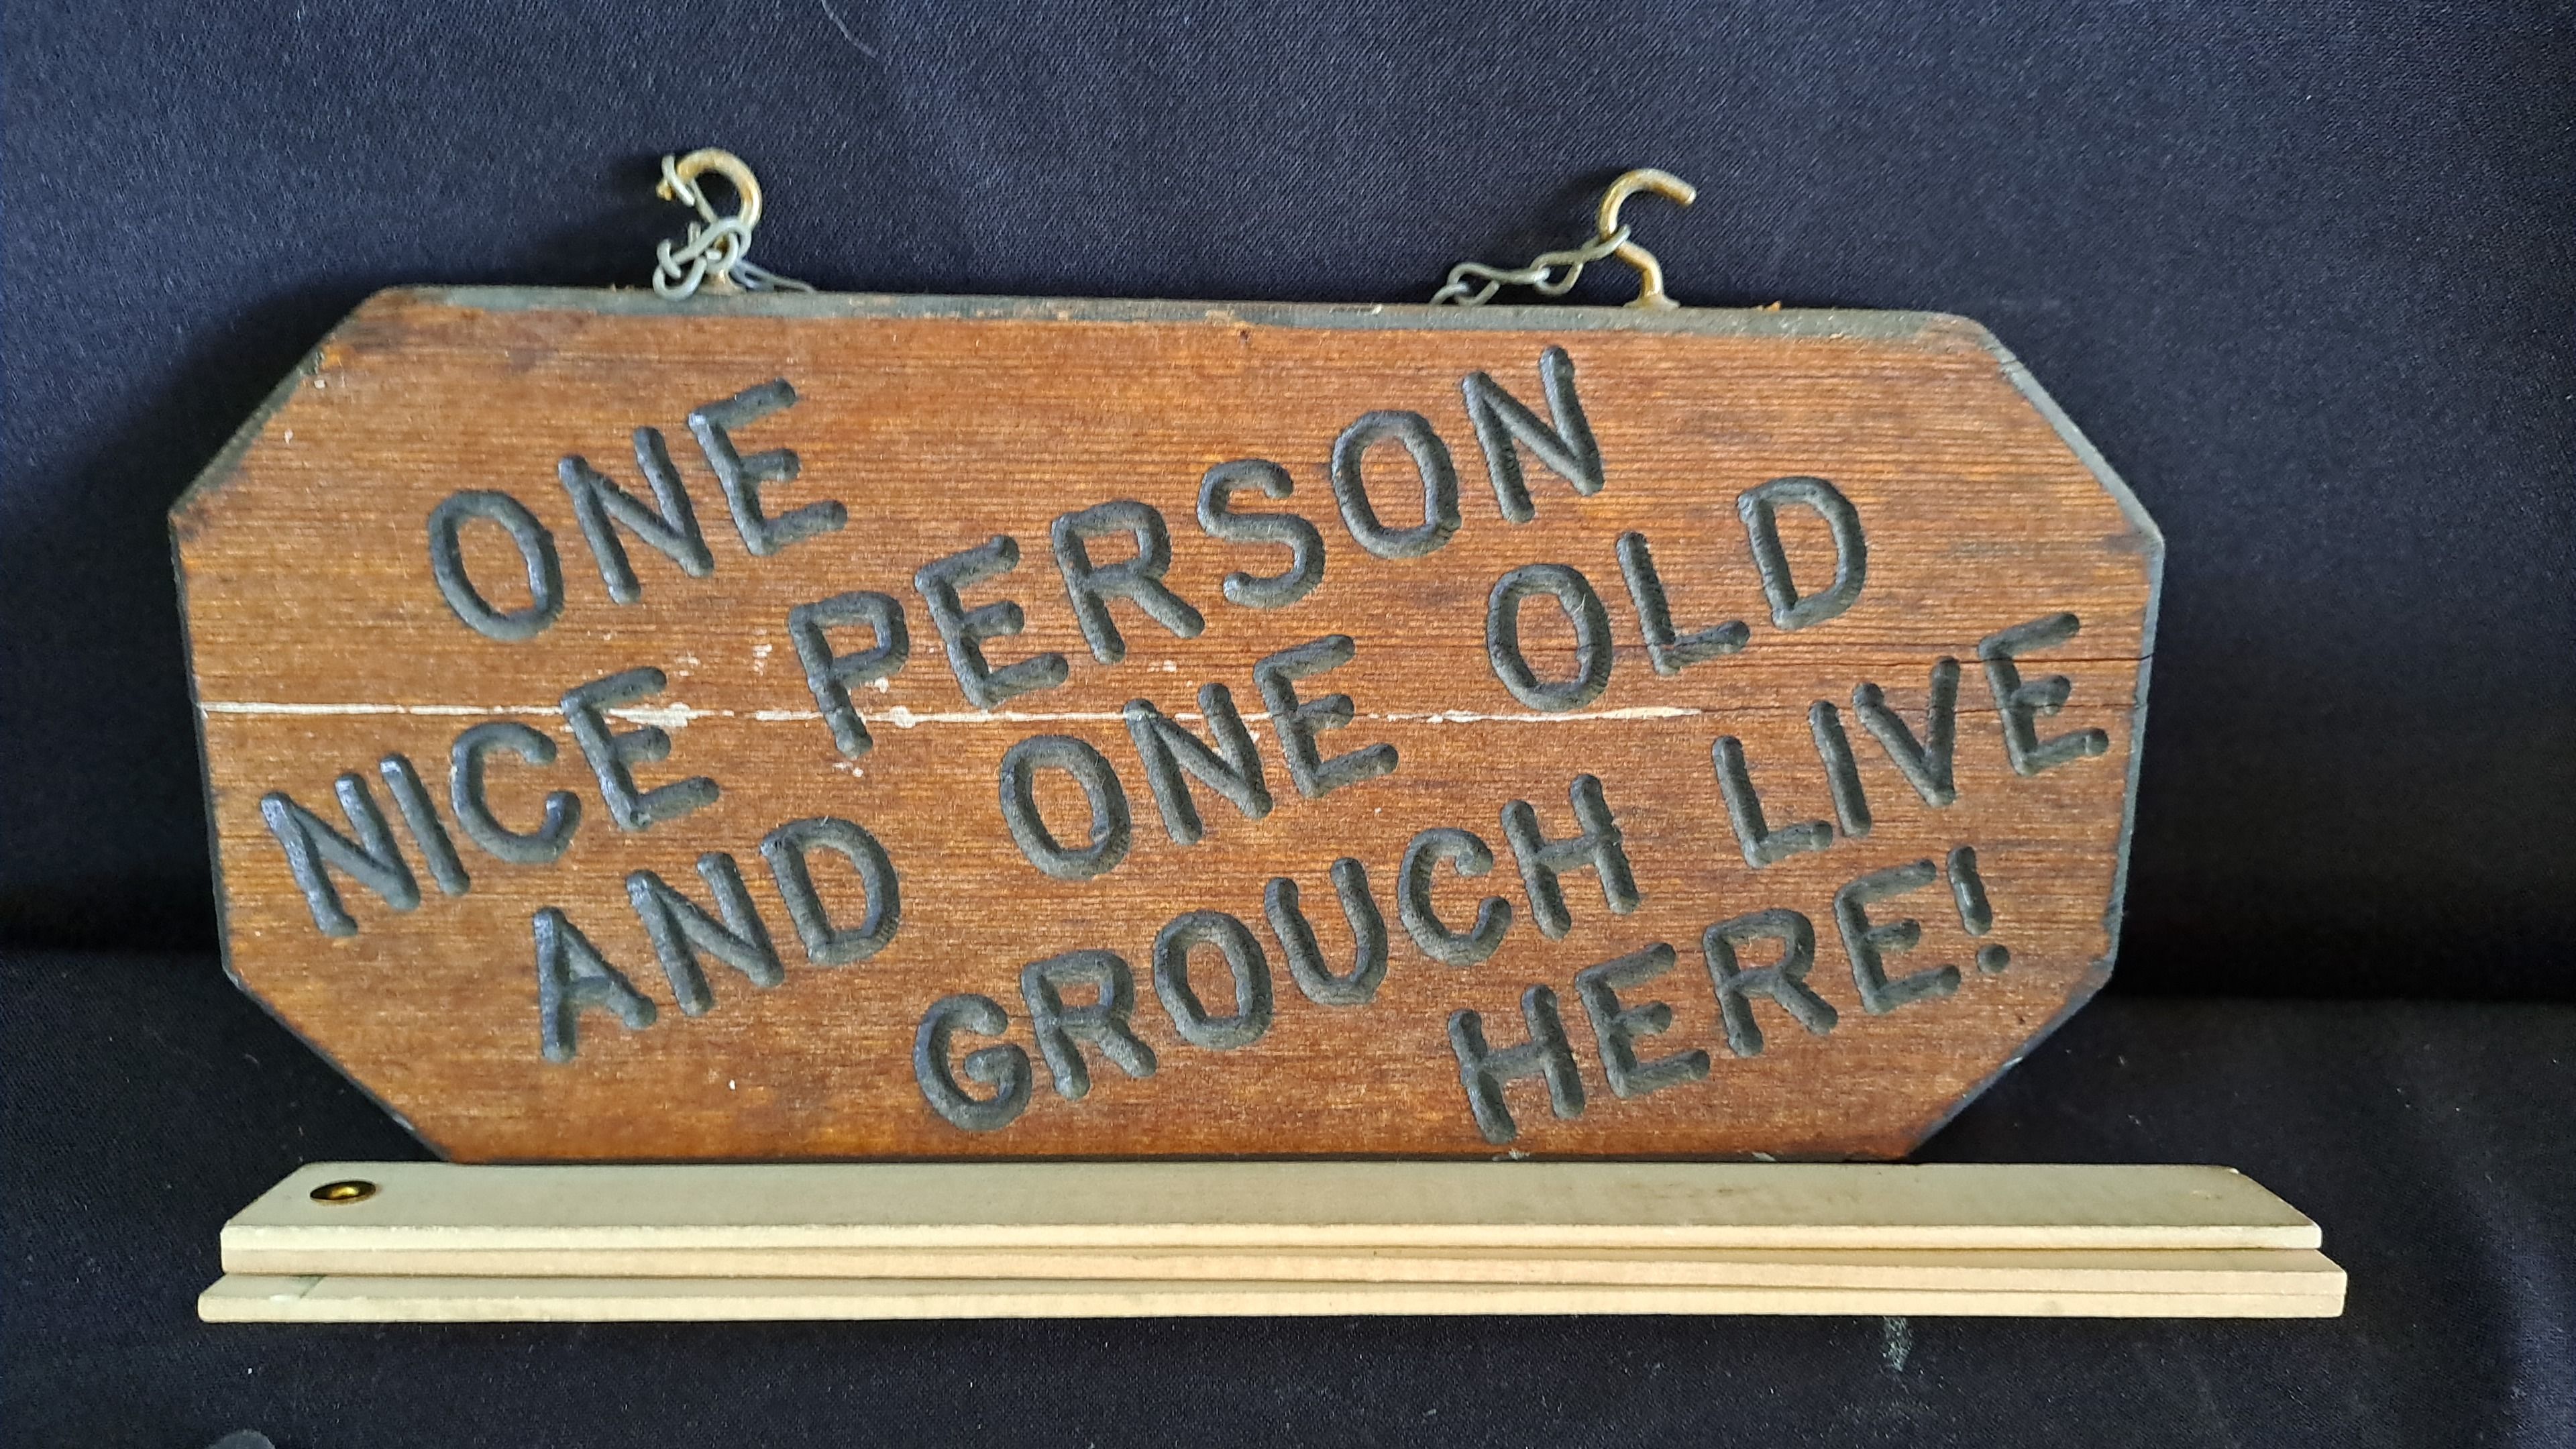 ONE
NICE PERSON
AND ONE OLD
GROUCH LIVE
HERE!